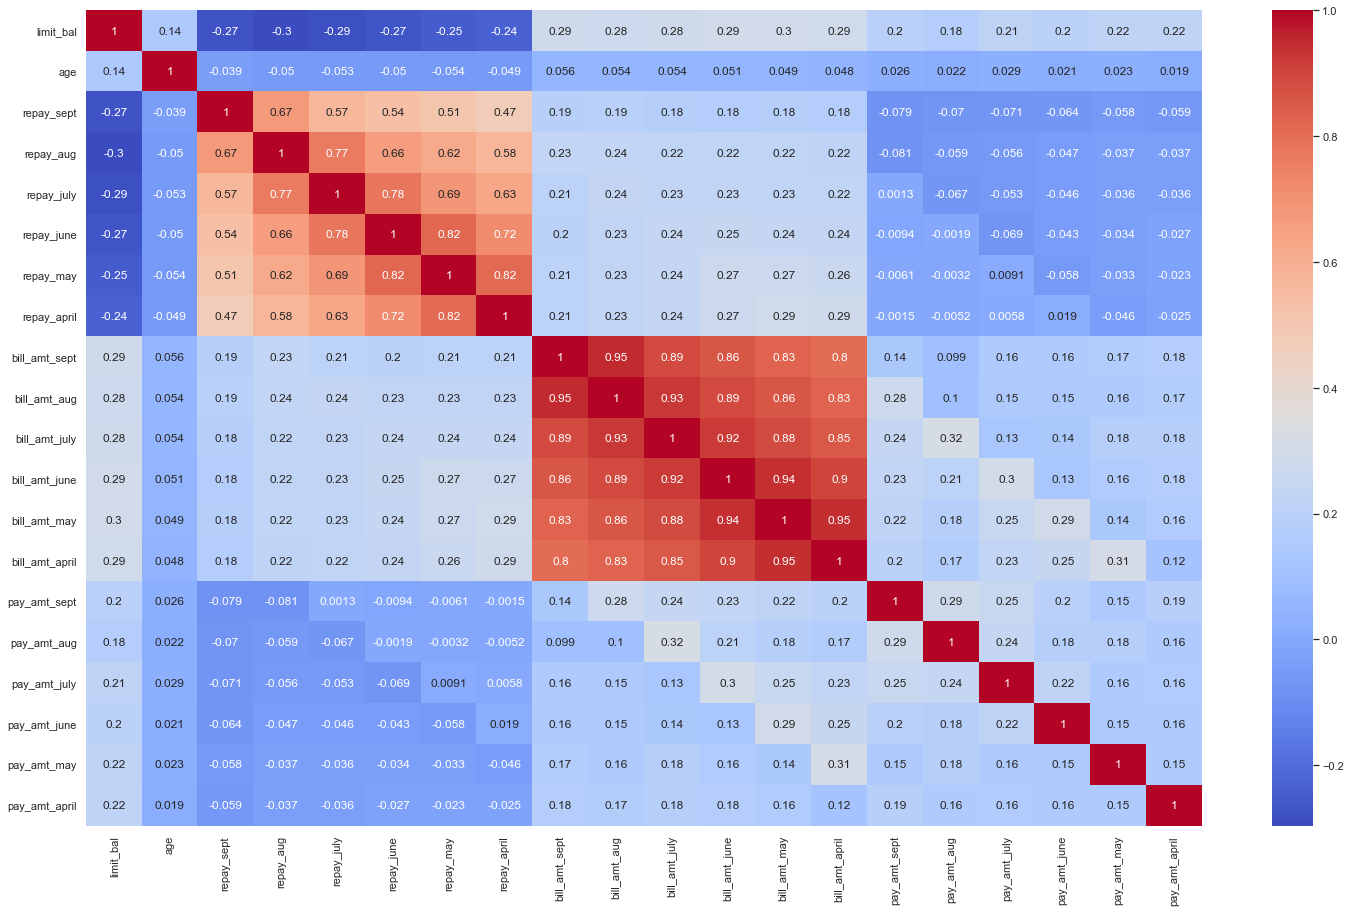 limit_bal 1 0.14 -0.27 -0.3 -0.29 -0.27 -0.25 -0.24 0.29 0.28 0.28 0.29 0.3 0.29 0.2 0.18 0.21 0.2 0.22 0.22
age 0.14 1 -0.039 -0.05 -0.053 -0.05 -0.054 -0.049 0.056 0.054 0.054 0.051 0.049 0.048 0.026 0.022 0.029 0.021 0.023 0.019
repay_sept -0.27 -0.039 1 0.67 0.57 0.54 0.51 0.47 0.19 0.19 0.18 0.18 0.18 0.18 -0.079 -0.07 -0.071 -0.064 -0.058 -0.059
repay_aug -0.3 -0.05 0.67 1 0.77 0.66 0.62 0.58 0.23 0.24 0.22 0.22 0.22 0.22 -0.081 -0.059 -0.056 -0.047 -0.037 -0.037
repay_july -0.29 -0.053 0.57 0.77 1 0.78 0.69 0.63 0.21 0.24 0.23 0.23 0.23 0.22 0.0013 -0.067 -0.053 -0.046 -0.036 -0.036
repay_june -0.27 -0.05 0.54 0.66 0.78 1 0.82 0.72 0.2 0.23 0.24 0.25 0.24 0.24 -0.0094 -0.0019 -0.069 -0.043 -0.034 -0.027
repay_may -0.25 -0.054 0.51 0.62 0.69 0.82 1 0.82 0.21 0.23 0.24 0.27 0.27 0.26 -0.0061 -0.0032 0.0091 -0.058 -0.033 -0.023
repay_april -0.24 -0.049 0.47 0.58 0.63 0.72 0.82 1 0.21 0.23 0.24 0.27 0.29 0.29 -0.0015 -0.0052 0.0058 0.019 -0.046 -0.025
bill_amt_sept 0.29 0.056 0.19 0.23 0.21 0.2 0.21 0.21 1 0.95 0.89 0.86 0.83 0.8 0.14 0.099 0.16 0.16 0.17 0.18
bill_amt_aug 0.28 0.054 0.19 0.24 0.24 0.23 0.23 0.23 0.95 1 0.93 0.89 0.86 0.83 0.28 0.1 0.15 0.15 0.16 0.17
bill_amt_july 0.28 0.054 0.18 0.22 0.23 0.24 0.24 0.24 0.89 0.93 1 0.92 0.88 0.85 0.24 0.32 0.13 0.14 0.18 0.18
bill_amt_june 0.29 0.051 0.18 0.22 0.23 0.25 0.27 0.27 0.86 0.89 0.92 1 0.94 0.9 0.23 0.21 0.3 0.13 0.16 0.18
bill_amt_may 0.3 0.049 0.18 0.22 0.23 0.24 0.27 0.29 0.83 0.86 0.88 0.94 1 0.95 0.22 0.18 0.25 0.29 0.14 0.16
bill_amt_april 0.29 0.048 0.18 0.22 0.22 0.24 0.26 0.29 0.8 0.83 0.85 0.9 0.95 1 0.2 0.17 0.23 0.25 0.31 0.12
pay_amt_sept 0.2 0.026 -0.079 -0.081 0.0013 -0.0094 -0.0061 -0.0015 0.14 0.28 0.24 0.23 0.22 0.2 1 0.29 0.25 0.2 0.15 0.19
pay_amt_aug 0.18 0.022 -0.07 -0.059 -0.067 -0.0019 -0.0032 -0.0052 0.099 0.1 0.32 0.21 0.18 0.17 0.29 1 0.24 0.18 0.18 0.16
pay_amt_july 0.21 0.029 -0.071 -0.056 -0.053 -0.069 0.0091 0.0058 0.16 0.15 0.13 0.3 0.25 0.23 0.25 0.24 1 0.22 0.16 0.16
pay_amt_june 0.2 0.021 -0.064 -0.047 -0.046 -0.043 -0.058 0.019 0.16 0.15 0.14 0.13 0.29 0.25 0.2 0.18 0.22 1 0.15 0.16
pay_amt_may 0.22 0.023 -0.058 -0.037 -0.036 -0.034 -0.033 -0.046 0.17 0.16 0.18 0.16 0.14 0.31 0.15 0.18 0.16 0.15 1 0.15
pay_amt_april 0.22 0.019 -0.059 -0.037 -0.036 -0.027 -0.023 -0.025 0.18 0.17 0.18 0.18 0.16 0.12 0.19 0.16 0.16 0.16 0.15 1
limit_bal age repay_sept repay_aug repay_july repay_june repay_may repay_april bill_amt_sept bill_amt_aug bill_amt_july bill_amt_june bill_amt_may bill_amt_april pay_amt_sept pay_amt_aug pay_amt_july pay_amt_june pay_amt_may pay_amt_april
1.0
0.8
0.6
0.4
0.2
0.0
-0.2